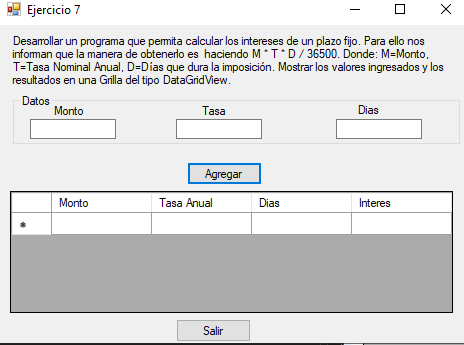 Ejercicio 7
Desarrollar un programa que permita calcular los intereses de un plazo fijo. Para ello nos
informan que la manera de obtenerlo es haciendo M * T * D / 36500. Donde: M=Monto,
T=Tasa Nominal Anual, D=Días que dura la imposición. Mostrar los valores ingresados y los
resultados en una Grilla del tipo DataGridView.
Datos
Monto Tasa Dias
Agregar
Monto Tasa Anual Dias Interes
*
Salir